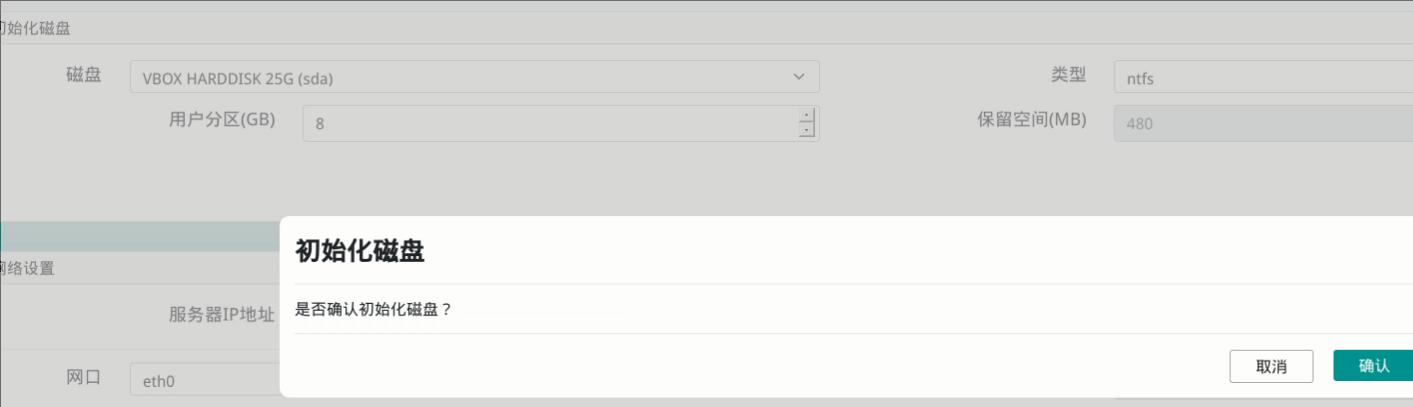 初始化磁盘
磁盘 VBOX HARDDISK 25G (sda) 类型 ntfs
用户分区(GB) 8 保留空间(MB) 480
初始化磁盘
网络设置
是否确认初始化磁盘？
服务器IP地址
取消 确认
网口 eth0